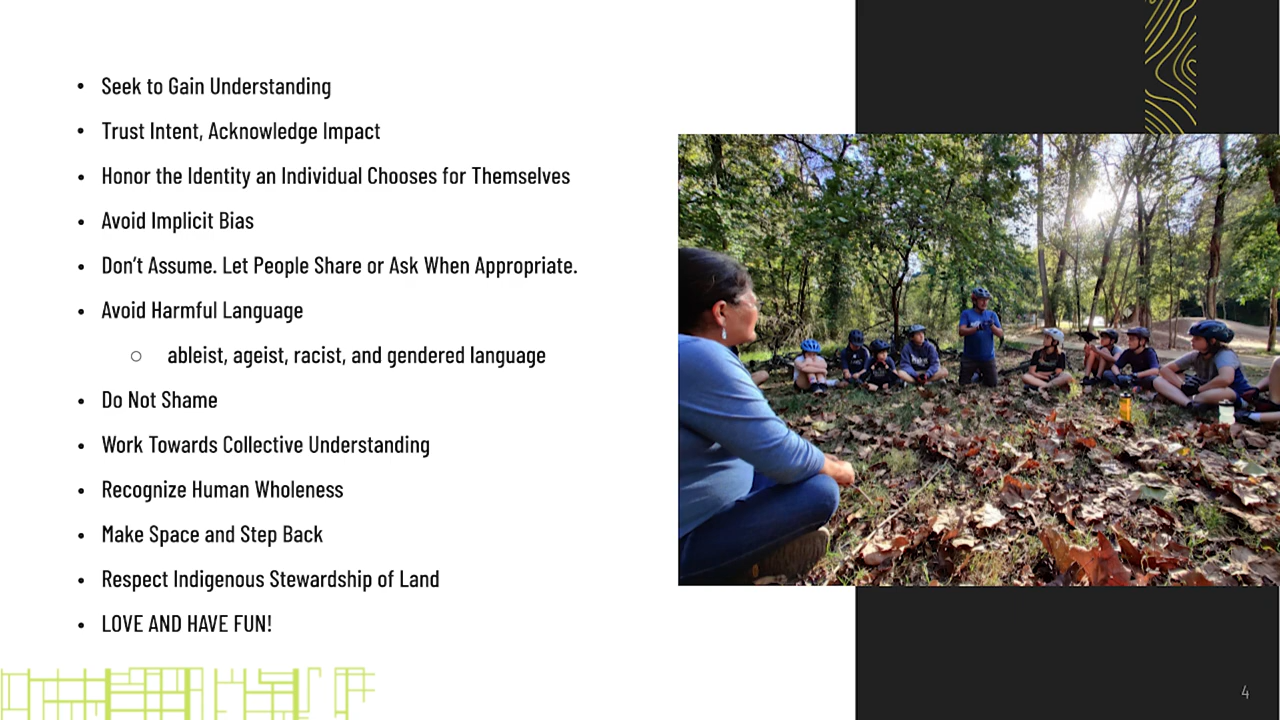 • Seek to Gain Understanding
• Trust Intent, Acknowledge Impact
• Honor the Identity an Individual Chooses for Themselves
• Avoid Implicit Bias
• Don’t Assume. Let People Share or Ask When Appropriate.
• Avoid Harmful Language
○ ableist, ageist, racist, and gendered language
• Do Not Shame
• Work Towards Collective Understanding
• Recognize Human Wholeness
• Make Space and Step Back
• Respect Indigenous Stewardship of Land
• LOVE AND HAVE FUN!
4